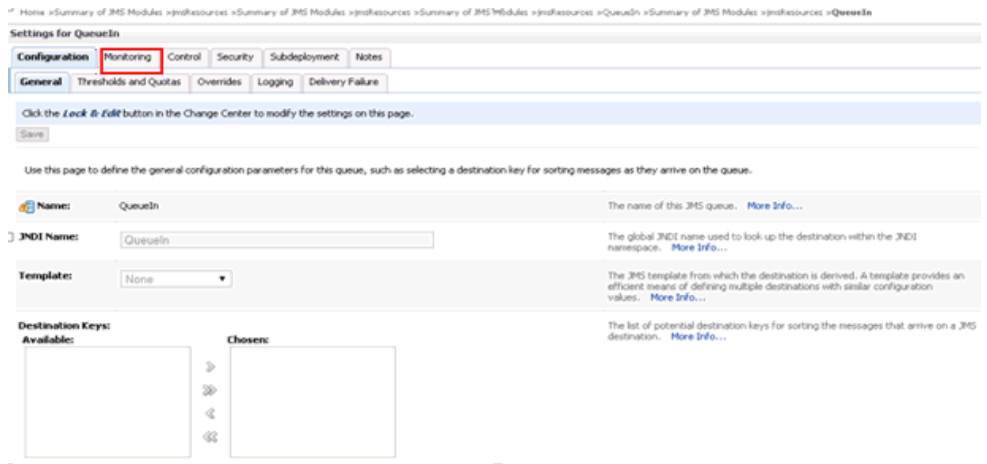 Home >Summary of JMS Modules >jmsResources >Summary of JMS Modules >jmsResources >Summary of JMS Modules >jmsResources >QueueIn >Summary of JMS Modules >jmsResources >QueueIn
Settings for QueueIn
Configuration Monitoring Control Security Subdeployment Notes
General Thresholds and Quotas Overrides Logging Delivery Failure
Click the Lock & Edit button in the Change Center to modify the settings on this page.
Save
Use this page to define the general configuration parameters for this queue, such as selecting a destination key for sorting messages as they arrive on the queue.
Name: QueueIn The name of this JMS queue. More Info...
JNDI Name: QueueIn The global JNDI name used to look up the destination within the JNDI
namespace. More Info...
Template: None The JMS template from which the destination is derived. A template provides an
efficient means of defining multiple destinations with similar configuration
values. More Info...
Destination Keys: The list of potential destination keys for sorting the messages that arrive on a JMS
destination. More Info...
Available: Chosen: